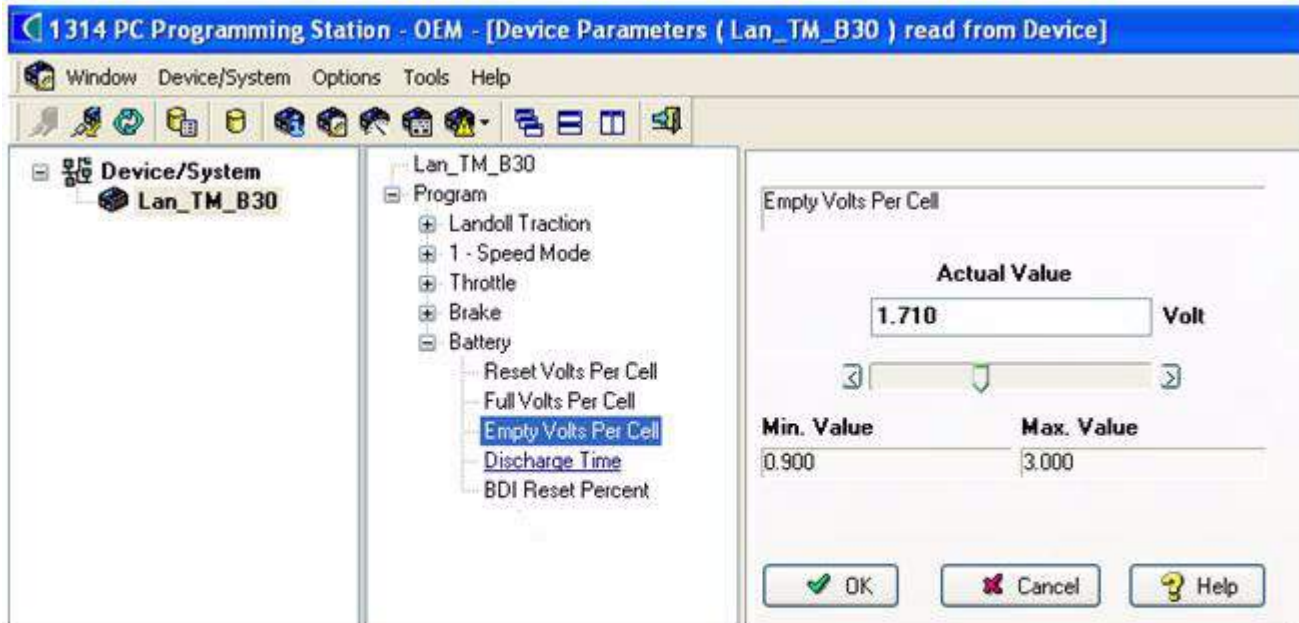 1314 PC Programming Station - OEM - [Device Parameters ( Lan_TM_B30 ) read from Device]
Window Device/System Options Tools Help
Device/System
Lan_TM_B30
Lan_TM_B30
Program
Landoll Traction
1 - Speed Mode
Throttle
Brake
Battery
Reset Volts Per Cell
Full Volts Per Cell
Empty Volts Per Cell
Discharge Time
BDI Reset Percent
Empty Volts Per Cell
Actual Value
1.710 Volt
Min. Value Max. Value
0.900 3.000
OK Cancel Help